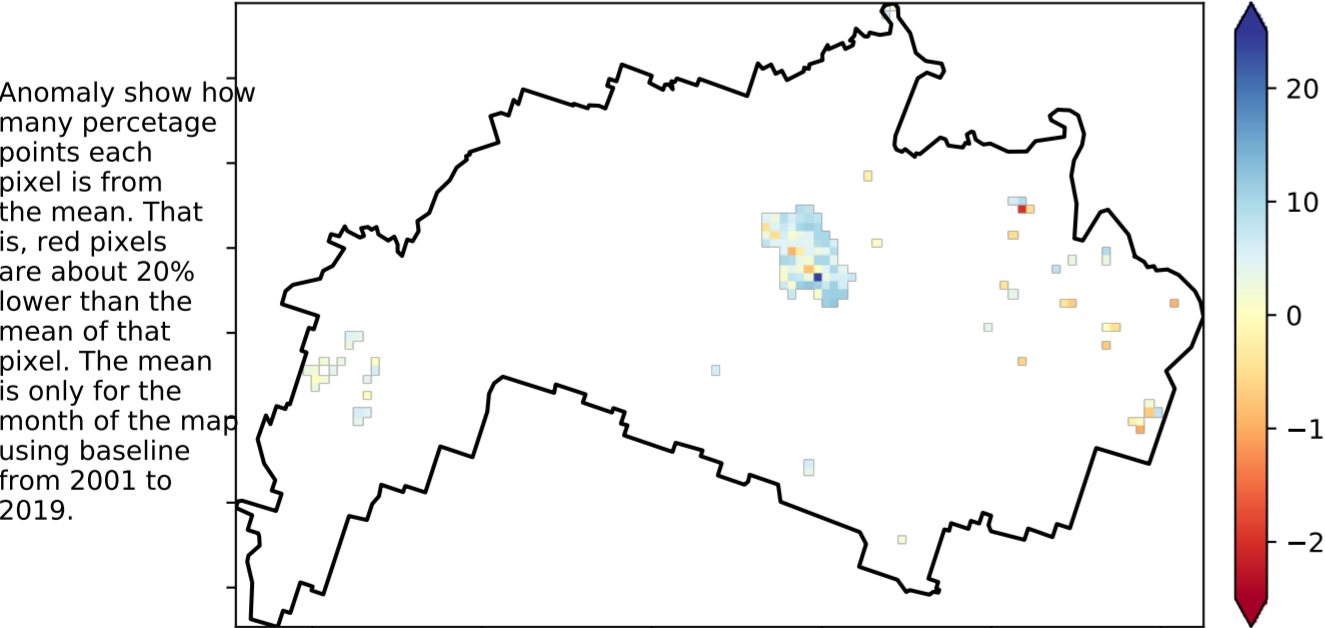 Anomaly show how
many percetage
points each
pixel is from
the mean. That
is, red pixels
are about 20%
lower than the
mean of that
pixel. The mean
is only for the
month of the map
using baseline
from 2001 to
2019.
20
10
0
−1
−2